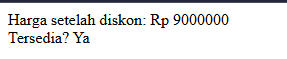 Harga setelah diskon: Rp 9000000
Tersedia? Ya